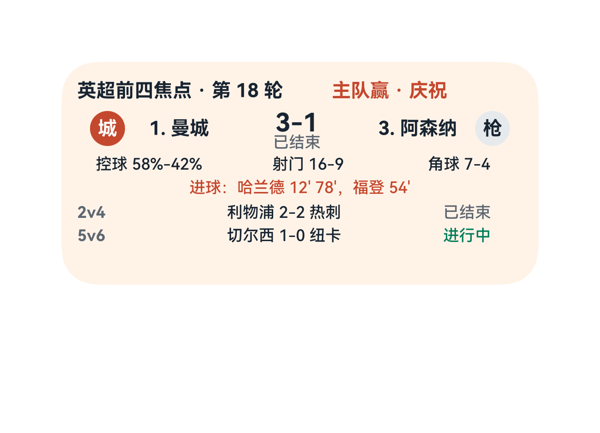 英超前四焦点 · 第 18 轮 主队赢 · 庆祝
城 1. 曼城 3-1 3. 阿森纳 枪
已结束
控球 58%-42% 射门 16-9 角球 7-4
进球：哈兰德 12' 78'，福登 54'
2v4 利物浦 2-2 热刺 已结束
5v6 切尔西 1-0 纽卡 进行中